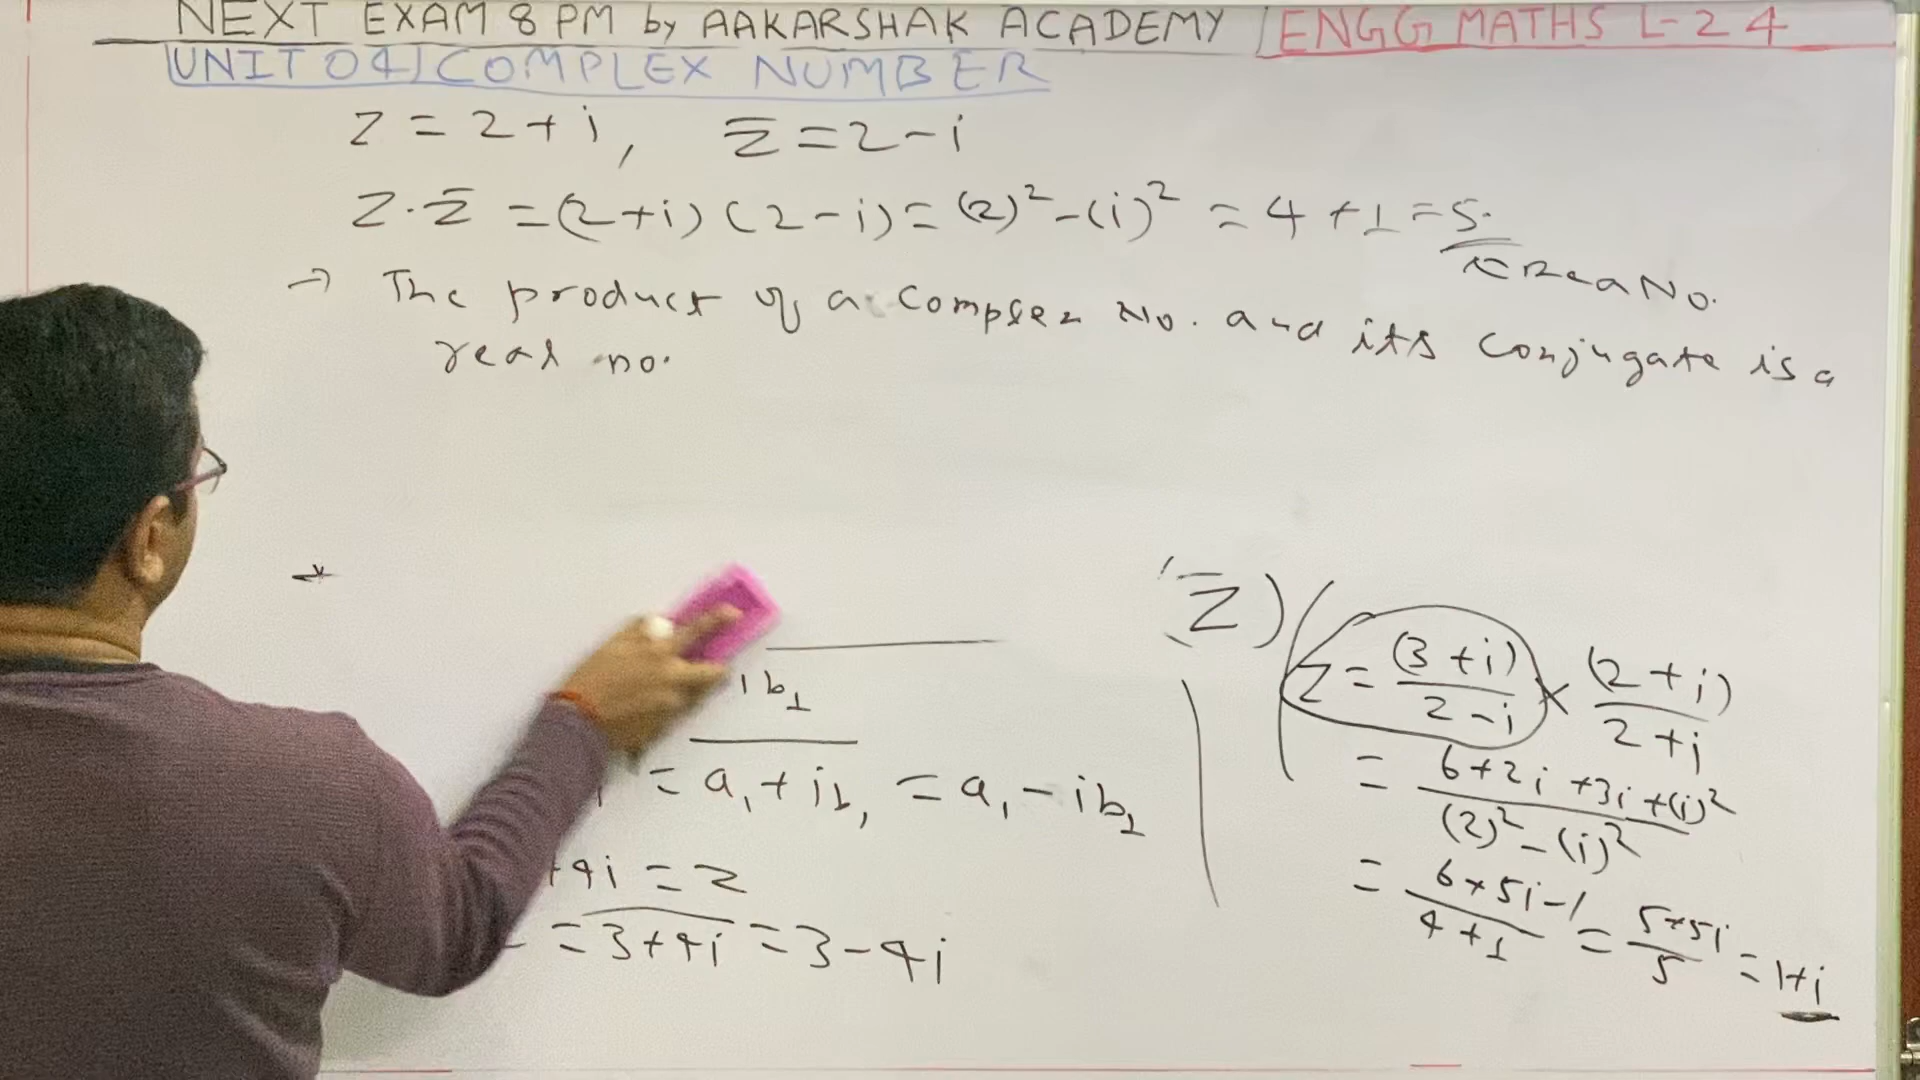 NEXT EXAM 8 PM by AAKARSHAK ACADEMY ENGG MATHS L-24
UNIT 04 COMPLEX NUMBER
z = 2 + i, z̅ = 2 - i
z · z̅ = (2+i) (2-i) = (2)² - (i)² = 4 + 1 = 5.
No.
→ The product of a Complex No. and its Conjugate is a
real no.
ib₁
= a₁ + ib₁ = a₁ - ib₁
+4i = z
= 3+4i = 3-4i
z̅)
z = (3+i)/2-i × (2+i)/2+i
= 6+2i+3i+(i)²/(2)²-(i)²
= 6+5i-1/4+1 = 5+5i/5 = 1+i